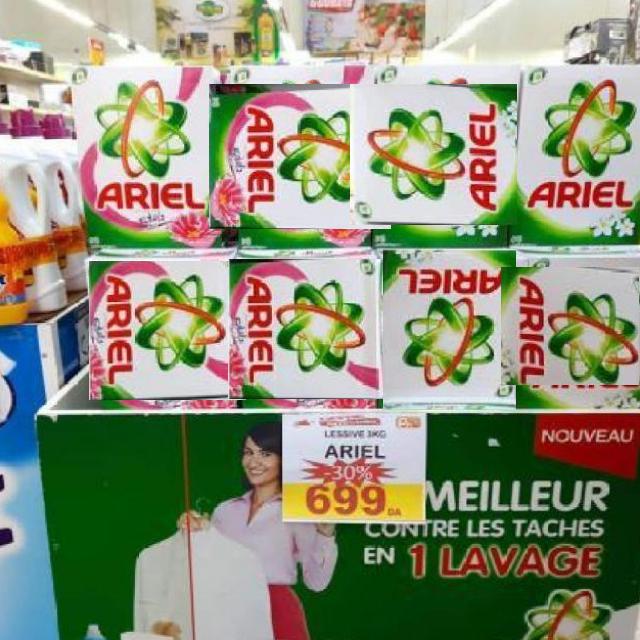 ARIEL
ARIEL
ARIEL
ARIEL
ARIEL
ARIEL
ARIEL
ARIEL
LESSIVE 3KG
ARIEL
30%
699 DA
NOUVEAU
MEILLEUR
CONTRE LES TACHES
EN 1 LAVAGE